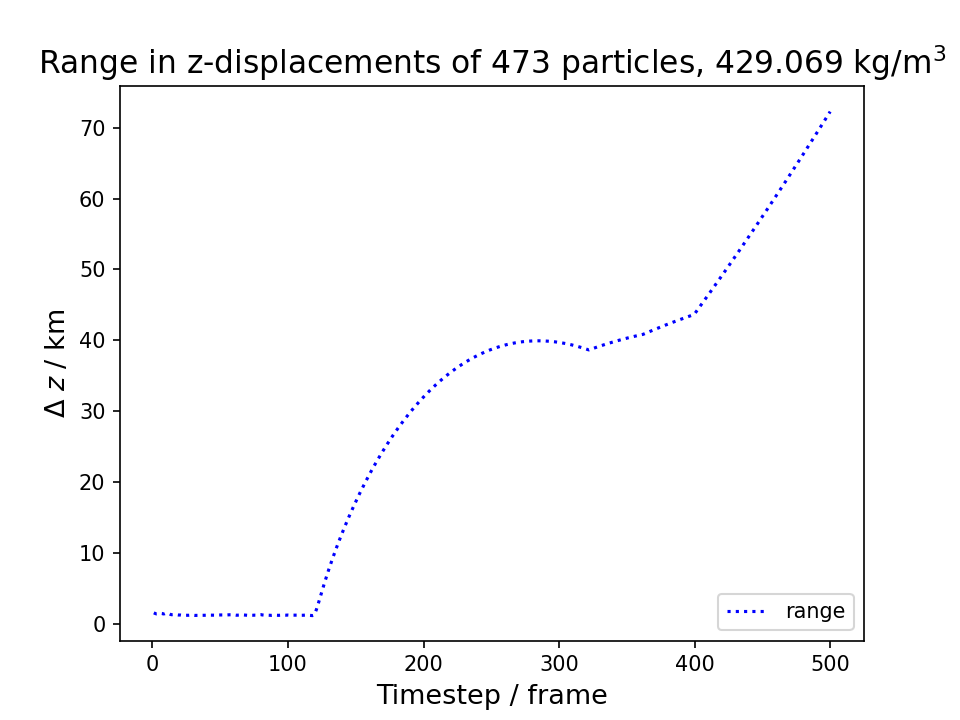 Range in z-displacements of 473 particles, 429.069 kg/m³
Δ z / km
70
60
50
40
30
20
10
0
0 100 200 300 400 500
Timestep / frame
range